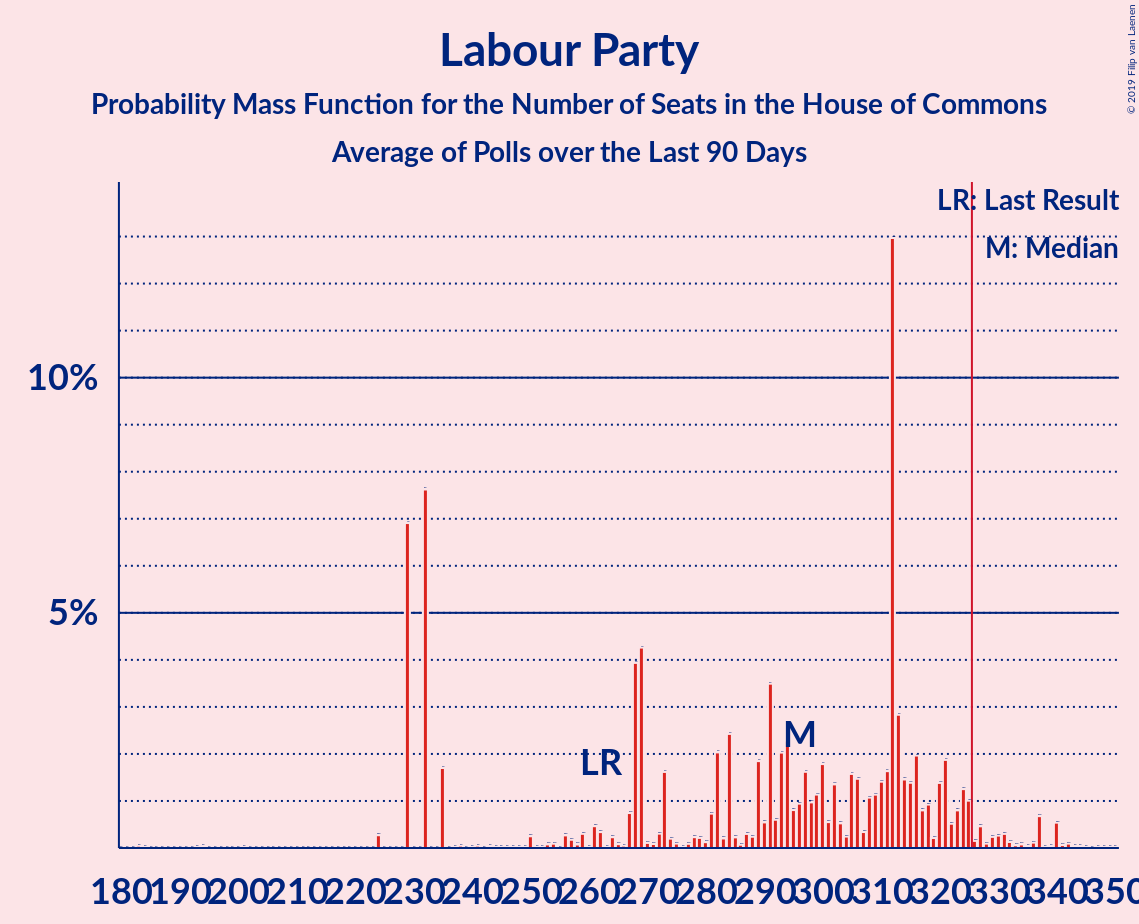 Labour Party
Probability Mass Function for the Number of Seats in the House of Commons
Average of Polls over the Last 90 Days
© 2019 Filip van Laenen
LR: Last Result
M: Median
10%
5%
LR
M
180 190 200 210 220 230 240 250 260 270 280 290 300 310 320 330 340 350